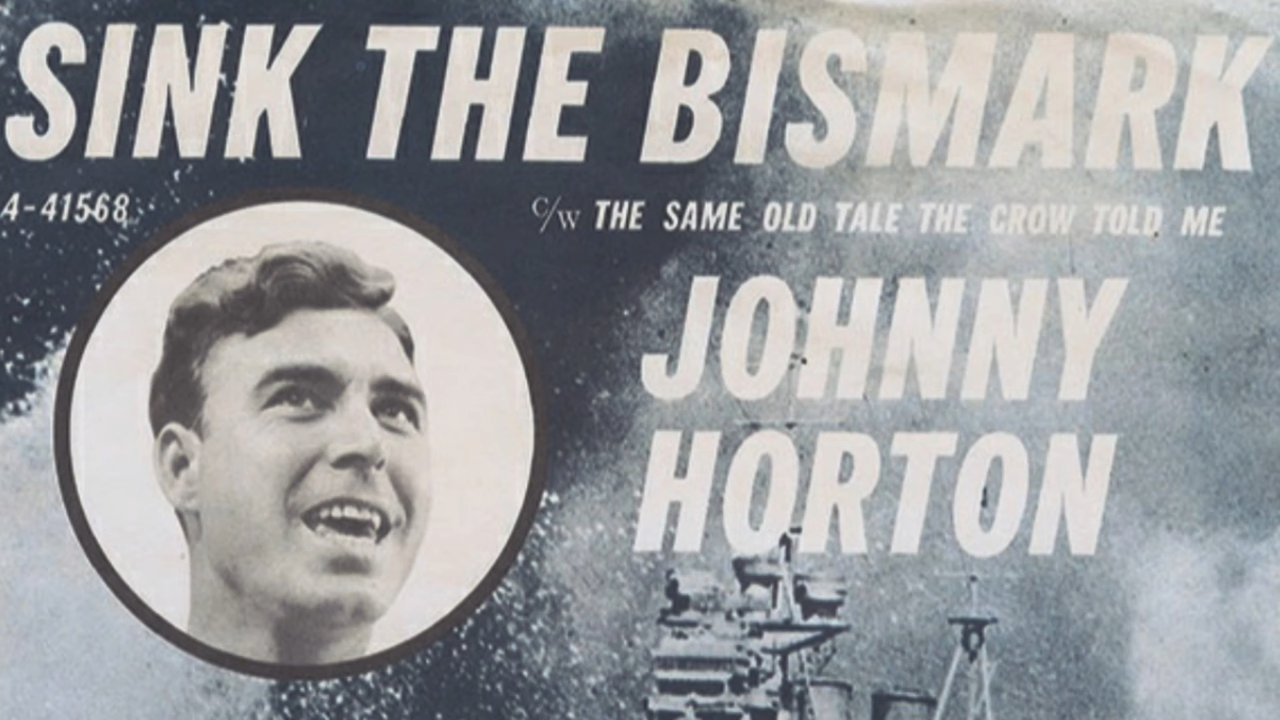 SINK THE BISMARK
4-41568
c/w THE SAME OLD TALE THE CROW TOLD ME
JOHNNY
HORTON